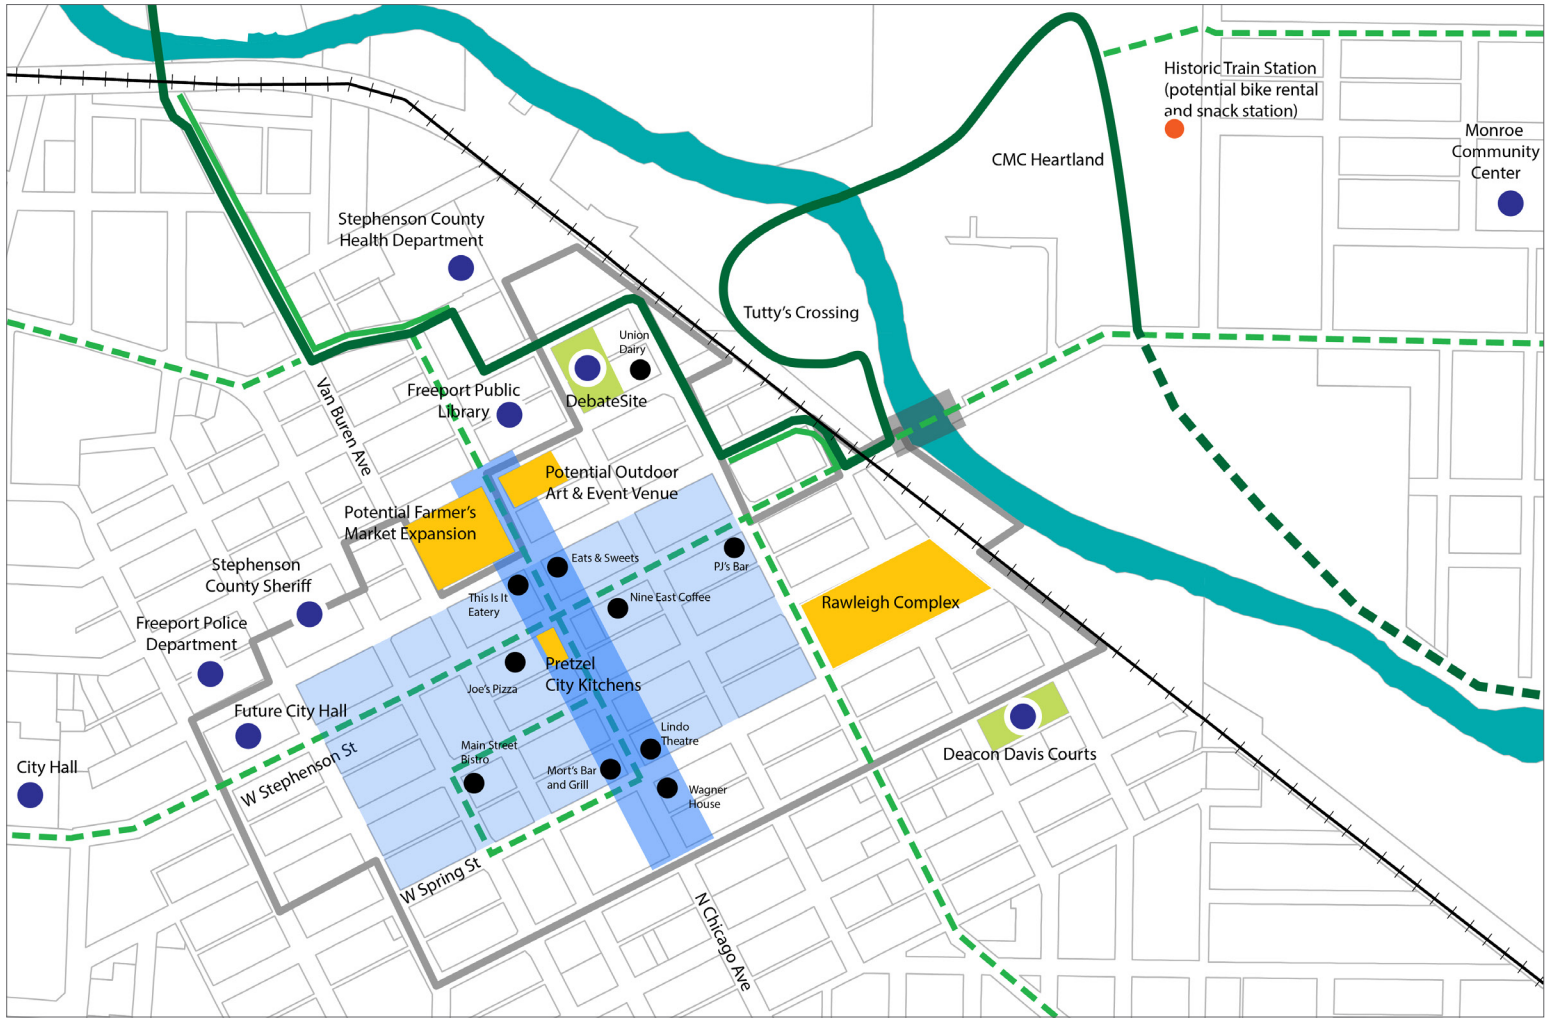 Historic Train Station
(potential bike rental
and snack station)
Monroe
Community
Center
CMC Heartland
Stephenson County
Health Department
Tutty's Crossing
Union
Dairy
DebateSite
Freeport Public
Library
Van Buren Ave
Potential Outdoor
Art & Event Venue
Potential Farmer's
Market Expansion
Stephenson
County Sheriff
Eats & Sweets
PJ's Bar
This Is It
Eatery
Nine East Coffee
Rawleigh Complex
Freeport Police
Department
Pretzel
City Kitchens
Joe's Pizza
Future City Hall
Lindo
Theatre
Main Street
Bistro
Deacon Davis Courts
City Hall
W Stephenson St
Mort's Bar
and Grill
Wagner
House
W Spring St
N Chicago Ave